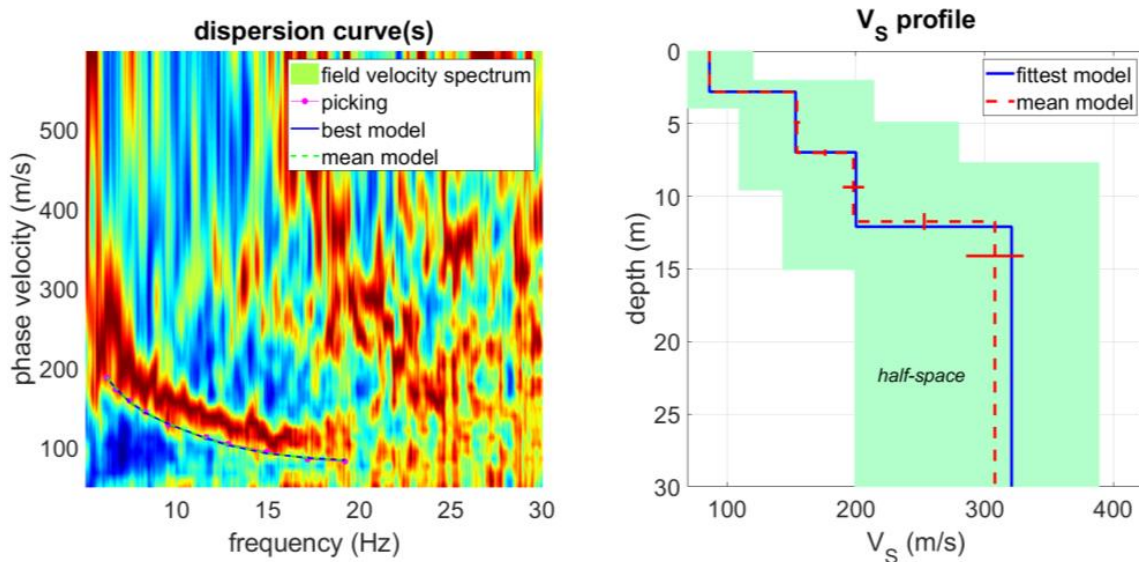 dispersion curve(s)
field velocity spectrum
picking
best model
mean model
500
400
300
200
100
10
15
20
25
30
phase velocity (m/s)
frequency (Hz)
V_S profile
fittest model
mean model
0
5
10
15
20
25
30
half-space
100
200
300
400
depth (m)
V_S (m/s)